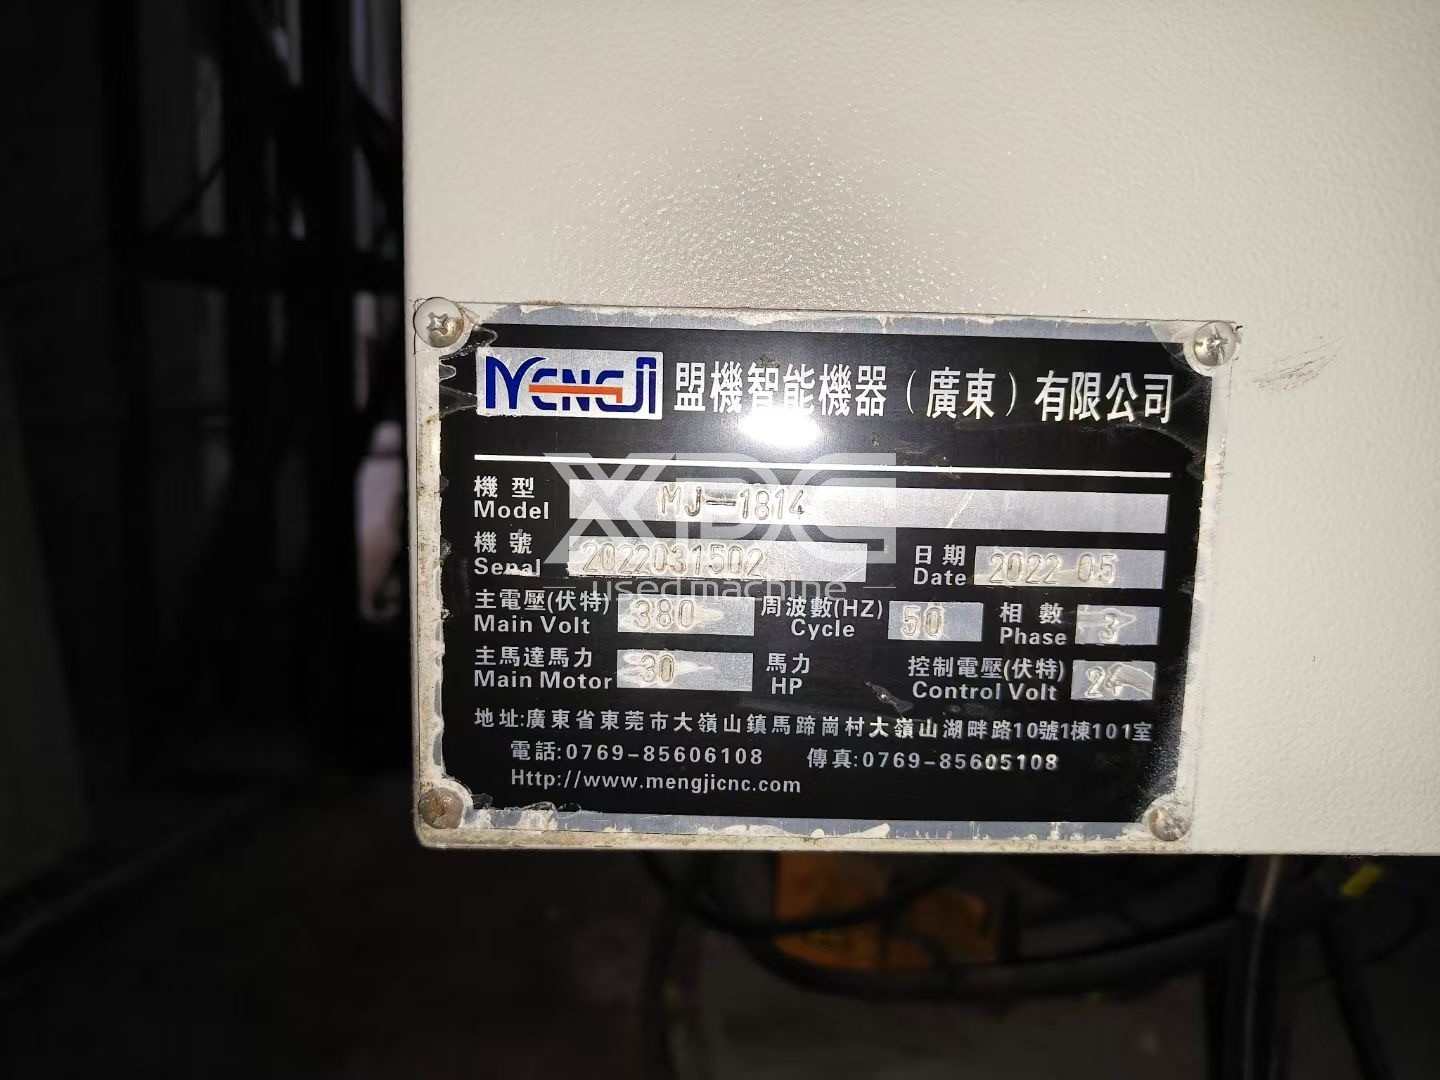 MENGJI 盟機智能機器(廣東)有限公司
機型 Model MJ-1814
機號 Serial 2022031502 日期 Date 2022 05
主電壓(伏特) Main Volt 380 周波數(HZ) Cycle 50 相數 Phase 3
主馬達馬力 Main Motor 30 馬力 HP 控制電壓(伏特) Control Volt 24
地址:廣東省東莞市大嶺山鎮馬蹄崗村大嶺山湖畔路10號1棟101室
電話:0769-85606108 傳真:0769-85605108
Http://www.mengjicnc.com
XDG
used machine